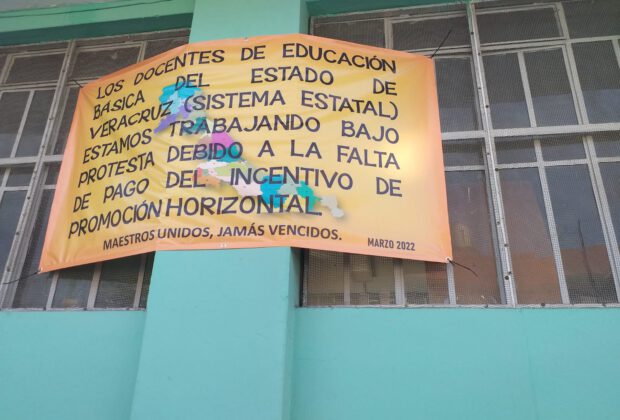 LOS DOCENTES DE EDUCACIÓN
BÁSICA DEL ESTADO DE
VERACRUZ (SISTEMA ESTATAL)
ESTAMOS TRABAJANDO BAJO
PROTESTA DEBIDO A LA FALTA
DE PAGO DEL INCENTIVO DE
PROMOCIÓN HORIZONTAL.
MAESTROS UNIDOS, JAMÁS VENCIDOS.
MARZO 2022